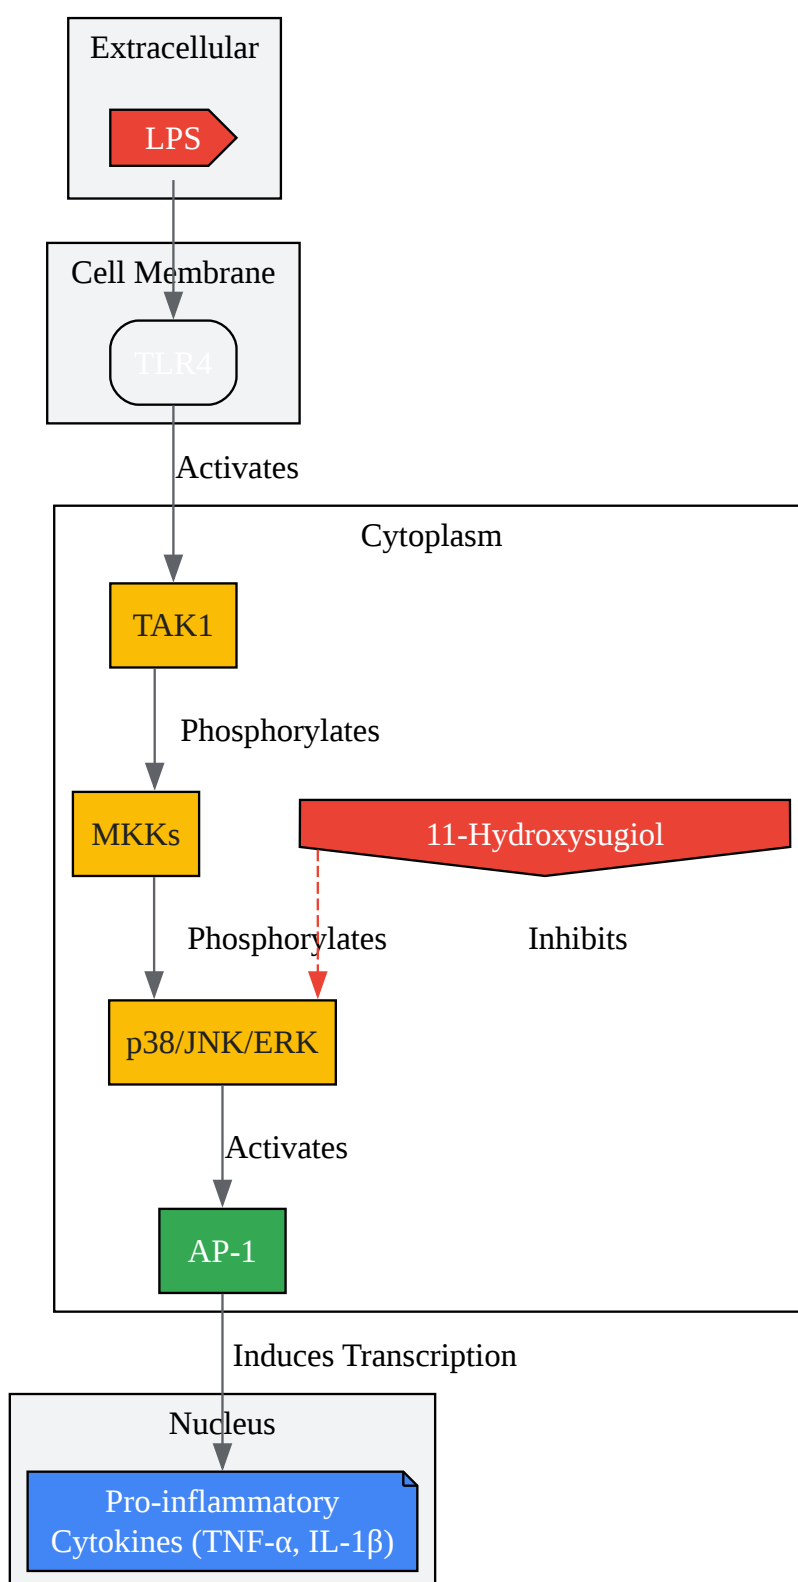 Extracellular
LPS
Cell Membrane
TLR4
Activates
Cytoplasm
TAK1
Phosphorylates
MKKs
11-Hydroxysugiol
Phosphorylates
Inhibits
p38/JNK/ERK
Activates
AP-1
Induces Transcription
Nucleus
Pro-inflammatory
Cytokines (TNF-α, IL-1β)